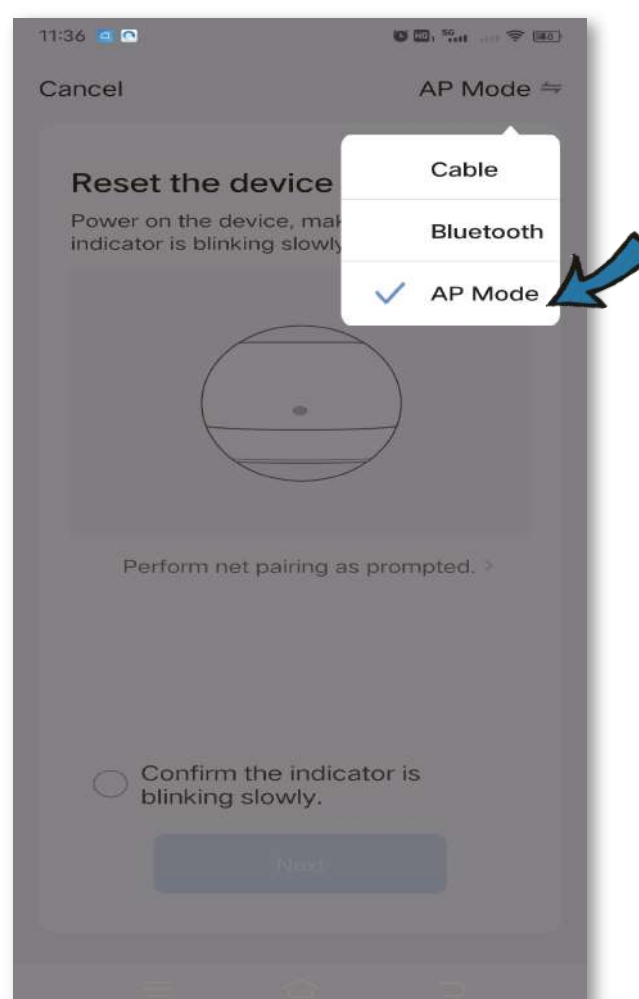 11:36
Cancel
AP Mode
Cable
Reset the device
Power on the device, mak
Bluetooth
indicator is blinking slowly
AP Mode
Perform net pairing as prompted. >
Confirm the indicator is
blinking slowly.
Next